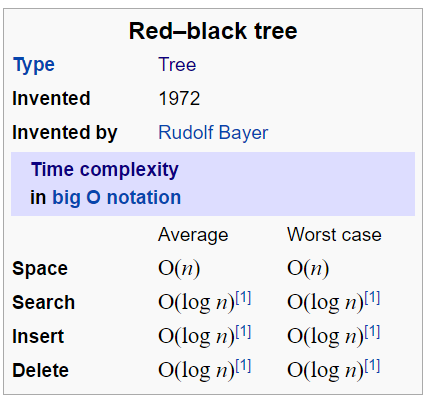 Red–black tree
Type Tree
Invented 1972
Invented by Rudolf Bayer
Time complexity
in big O notation
Average Worst case
Space O(n) O(n)
Search O(log n)[1] O(log n)[1]
Insert O(log n)[1] O(log n)[1]
Delete O(log n)[1] O(log n)[1]